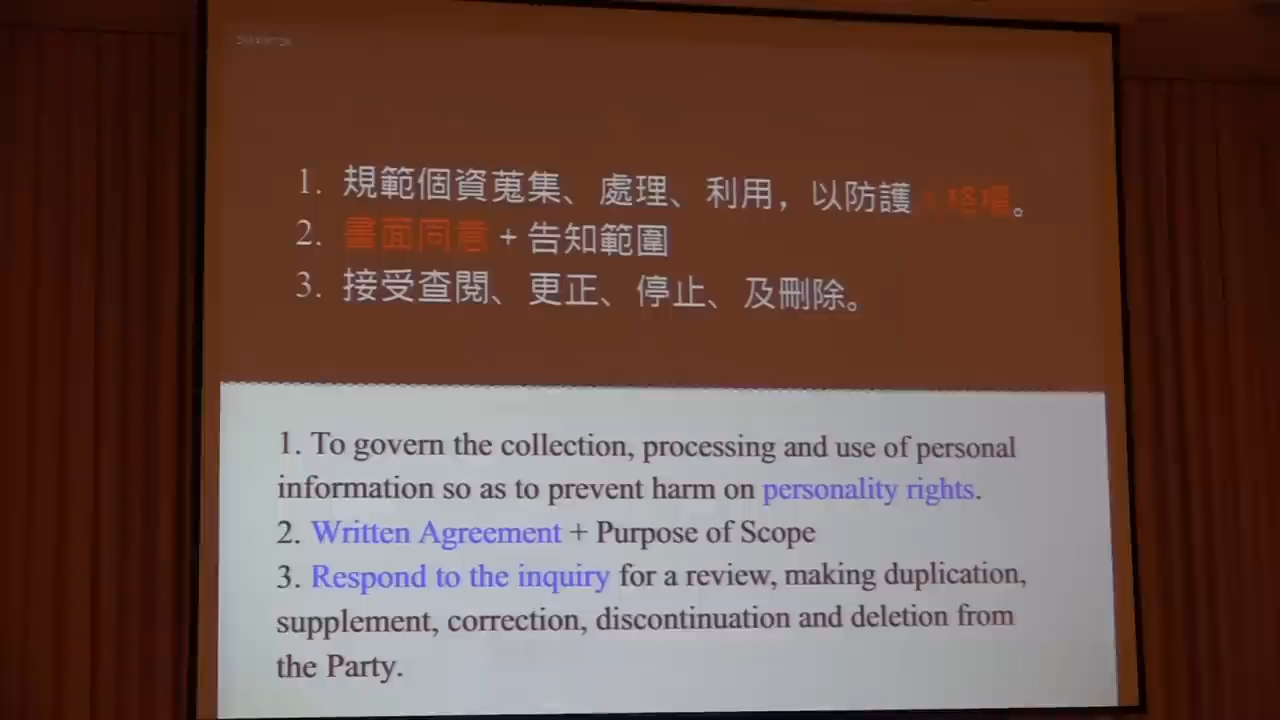 1. 規範個資蒐集、處理、利用，以防護人格權。
2. 書面同意 + 告知範圍
3. 接受查閱、更正、停止、及刪除。
1. To govern the collection, processing and use of personal
information so as to prevent harm on personality rights.
2. Written Agreement + Purpose of Scope
3. Respond to the inquiry for a review, making duplication,
supplement, correction, discontinuation and deletion from
the Party.